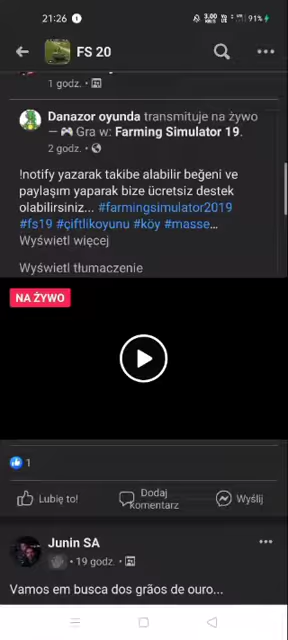 21:26
3,00 KB/s
91%
FS 20
1 godz. •
Danazor oyunda transmituje na żywo
— 🎮 Gra w: Farming Simulator 19.
2 godz. •
!notify yazarak takibe alabilir beğeni ve
paylaşım yaparak bize ücretsiz destek
olabilirsiniz... #farmingsimulator2019
#fs19 #çiftlikoyunu #köy #masse...
Wyświetl więcej
Wyświetl tłumaczenie
NA ŻYWO
1
Lubię to!
Dodaj
komentarz
Wyślij
Junin SA
• 19 godz. •
Vamos em busca dos grãos de ouro...